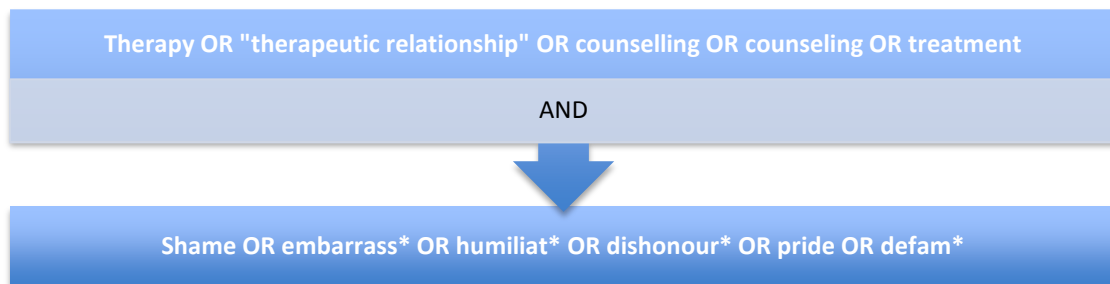 Therapy OR "therapeutic relationship" OR counselling OR counseling OR treatment
AND
Shame OR embarrass* OR humiliat* OR dishonour* OR pride OR defam*